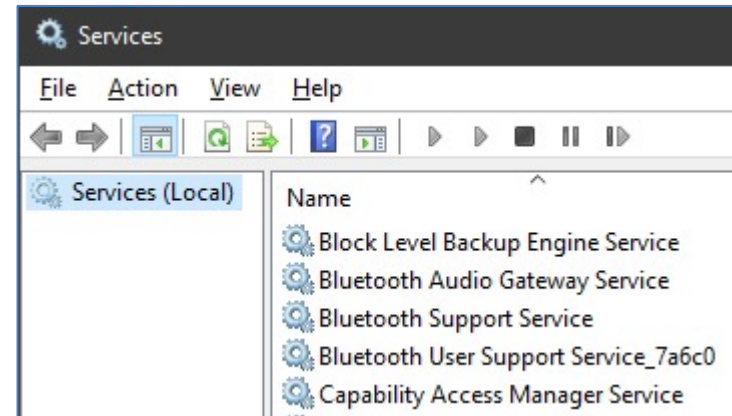 Services
File Action View Help
?
Services (Local)
Name
Block Level Backup Engine Service
Bluetooth Audio Gateway Service
Bluetooth Support Service
Bluetooth User Support Service_7a6c0
Capability Access Manager Service